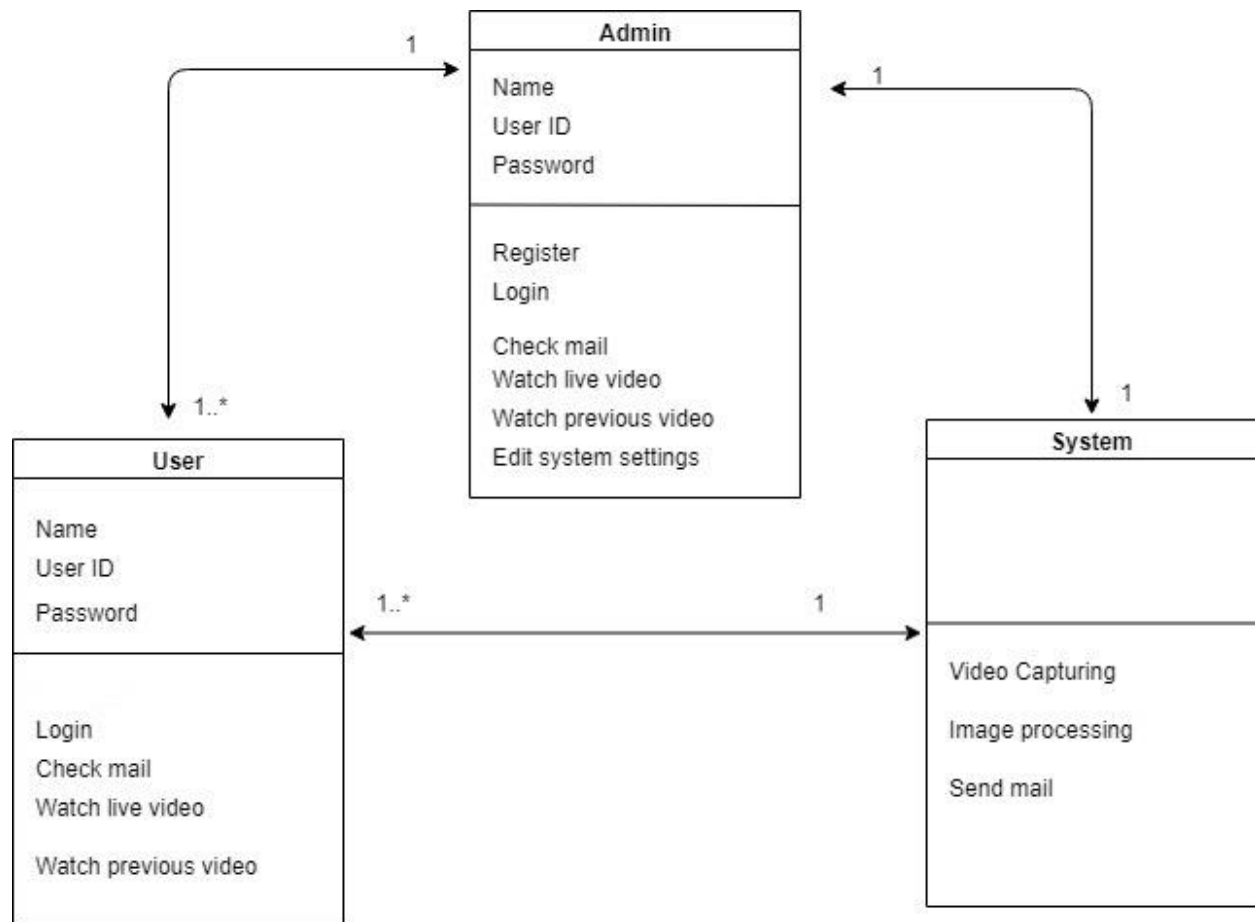 1
Admin
Name
User ID
Password
Register
Login
Check mail
Watch live video
Watch previous video
Edit system settings
1
1
1..*
User
Name
User ID
Password
Login
Check mail
Watch live video
Watch previous video
1..*
1
System
Video Capturing
Image processing
Send mail